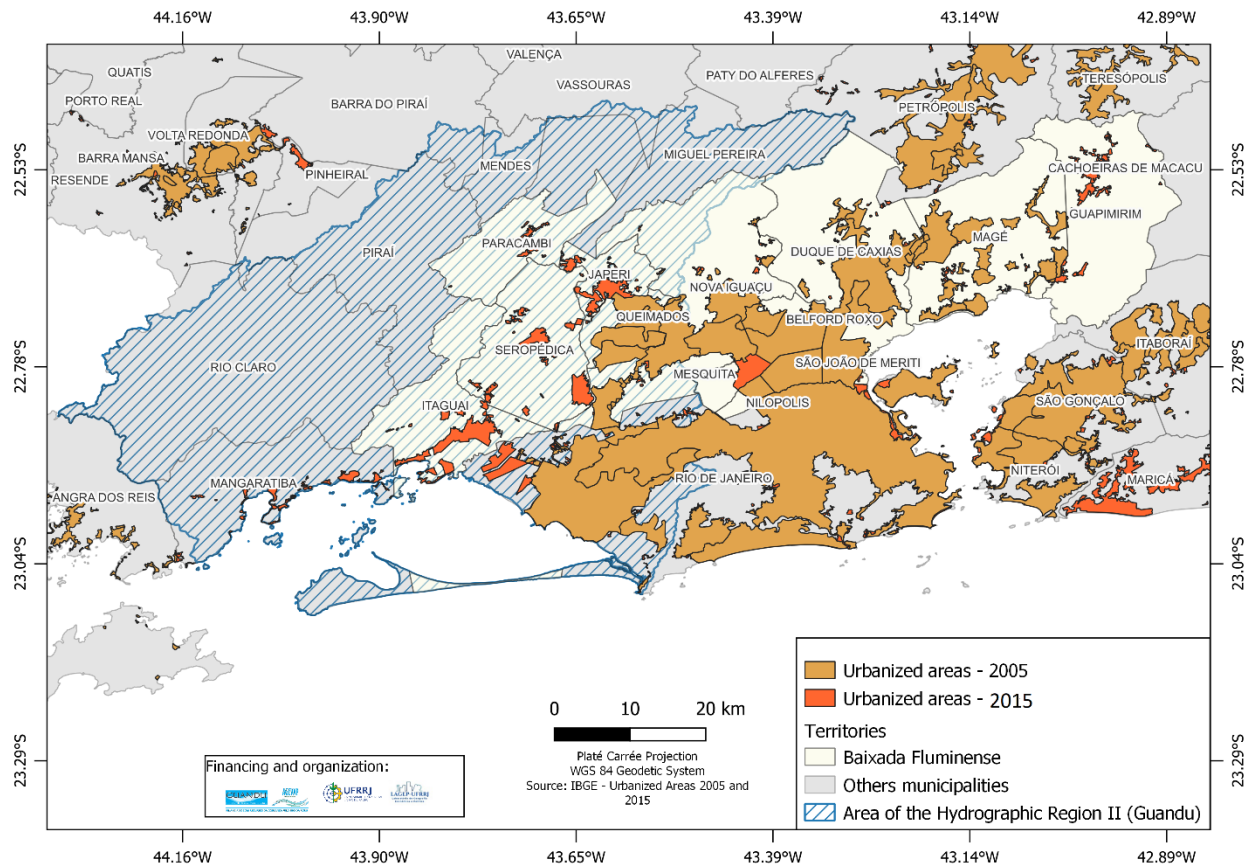 44.16°W 43.90°W 43.65°W 43.39°W 43.14°W 42.89°W
VALENÇA
QUATIS
VASSOURAS
PATY DO ALFERES
TERESÓPOLIS
PORTO REAL
BARRA DO PIRAÍ
PETRÓPOLIS
VOLTA REDONDA
BARRA MANSA
MENDES
MIGUEL PEREIRA
22.53°S
22.53°S
RESENDE
PINHEIRAL
CACHOEIRAS DE MACACU
GUAPIMIRIM
PIRAÍ
PARACAMBI
DUQUE DE CAXIAS
MAGÉ
JAPERI
NOVA IGUAÇU
QUEIMADOS
BELFORD ROXO
SEROPÉDICA
ITABORAÍ
22.78°S
22.78°S
RIO CLARO
MESQUITA
SÃO JOÃO DE MERITI
ITAGUAI
NILOPOLIS
SÃO GONÇALO
NITERÓI
RIO DE JANEIRO
MARICÁ
MANGARATIBA
ANGRA DOS REIS
23.04°S
23.04°S
Urbanized areas - 2005
Urbanized areas - 2015
Territories
Baixada Fluminense
Others municipalities
Area of the Hydrographic Region II (Guandu)
0 10 20 km
Platé Carrée Projection
WGS 84 Geodetic System
Source: IBGE - Urbanized Areas 2005 and
2015
23.29°S
23.29°S
Financing and organization:
UFRRJ
LAGEP-UFRRJ
44.16°W 43.90°W 43.65°W 43.39°W 43.14°W 42.89°W